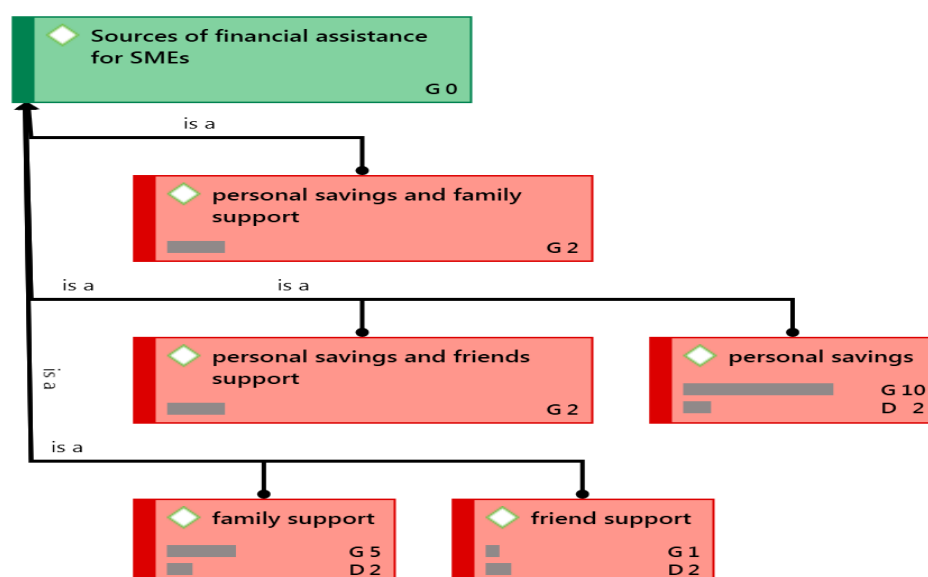 Sources of financial assistance
for SMEs
G 0
is a
personal savings and family
support
G 2
is a
is a
personal savings and friends
support
G 2
personal savings
G 10
D 2
is a
is a
family support
G 5
D 2
friend support
G 1
D 2